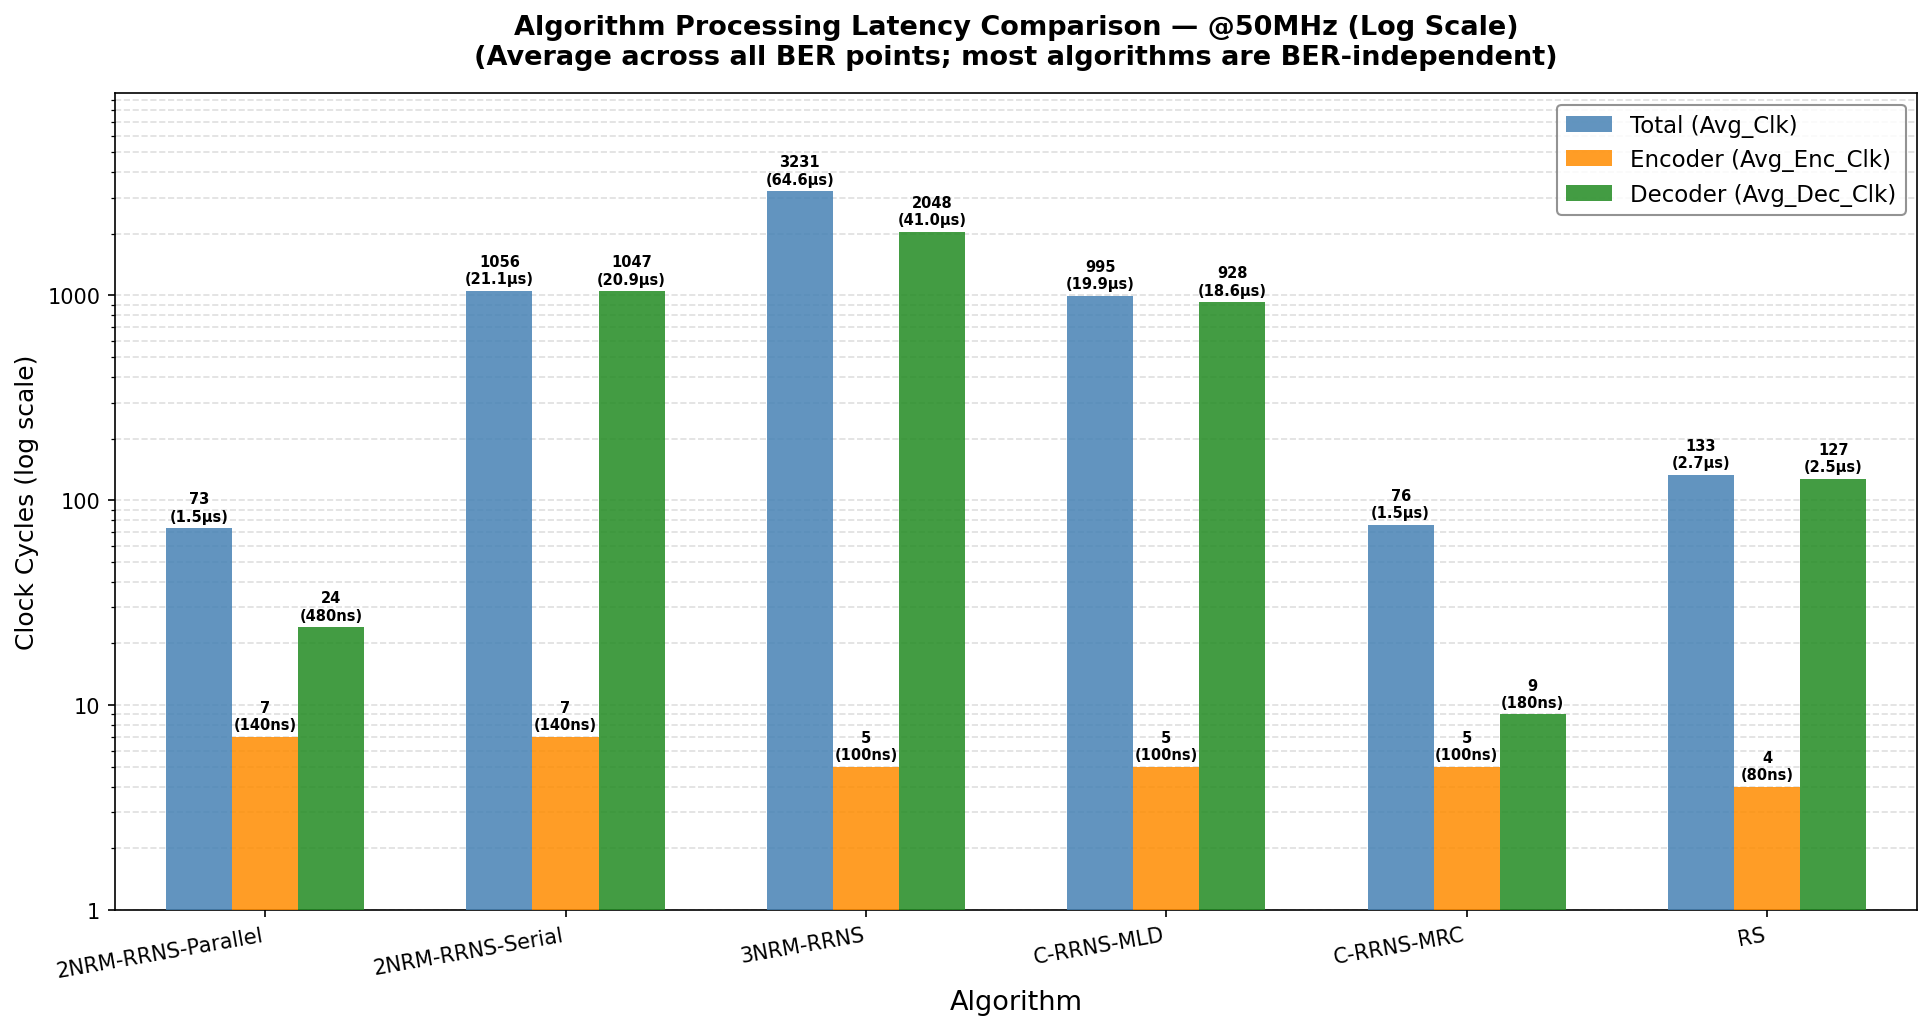 Algorithm Processing Latency Comparison — @50MHz (Log Scale)
(Average across all BER points; most algorithms are BER-independent)
Total (Avg_Clk)
Encoder (Avg_Enc_Clk)
Decoder (Avg_Dec_Clk)
Clock Cycles (log scale)
1000
100
10
1
73
(1.5μs)
7
(140ns)
24
(480ns)
1056
(21.1μs)
7
(140ns)
1047
(20.9μs)
3231
(64.6μs)
5
(100ns)
2048
(41.0μs)
995
(19.9μs)
5
(100ns)
928
(18.6μs)
76
(1.5μs)
5
(100ns)
9
(180ns)
133
(2.7μs)
4
(80ns)
127
(2.5μs)
2NRM-RRNS-Parallel
2NRM-RRNS-Serial
3NRM-RRNS
C-RRNS-MLD
C-RRNS-MRC
RS
Algorithm